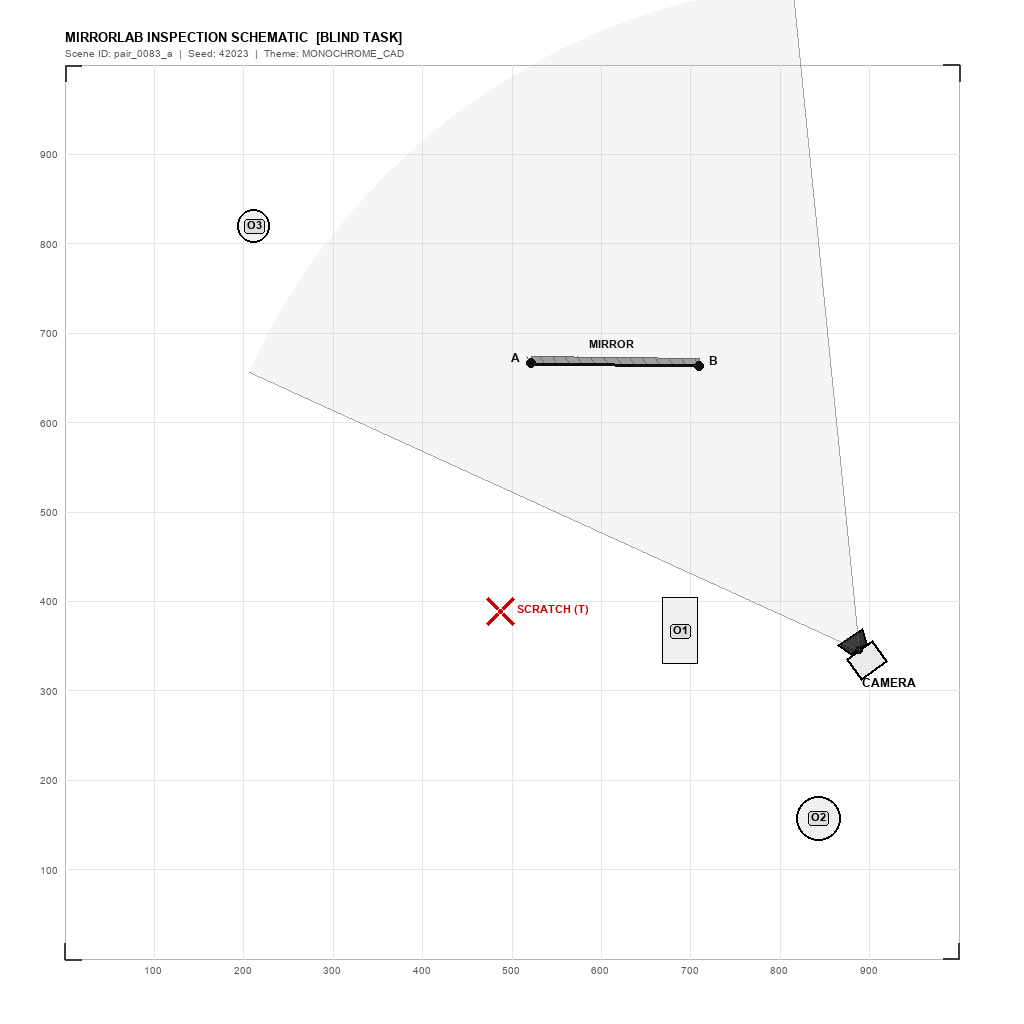 MIRRORLAB INSPECTION SCHEMATIC [BLIND TASK]
Scene ID: pair_0083_a | Seed: 42023 | Theme: MONOCHROME_CAD
900
O3
800
700
MIRROR
A
B
600
500
400
SCRATCH (T)
O1
300
CAMERA
200
O2
100
100 200 300 400 500 600 700 800 900